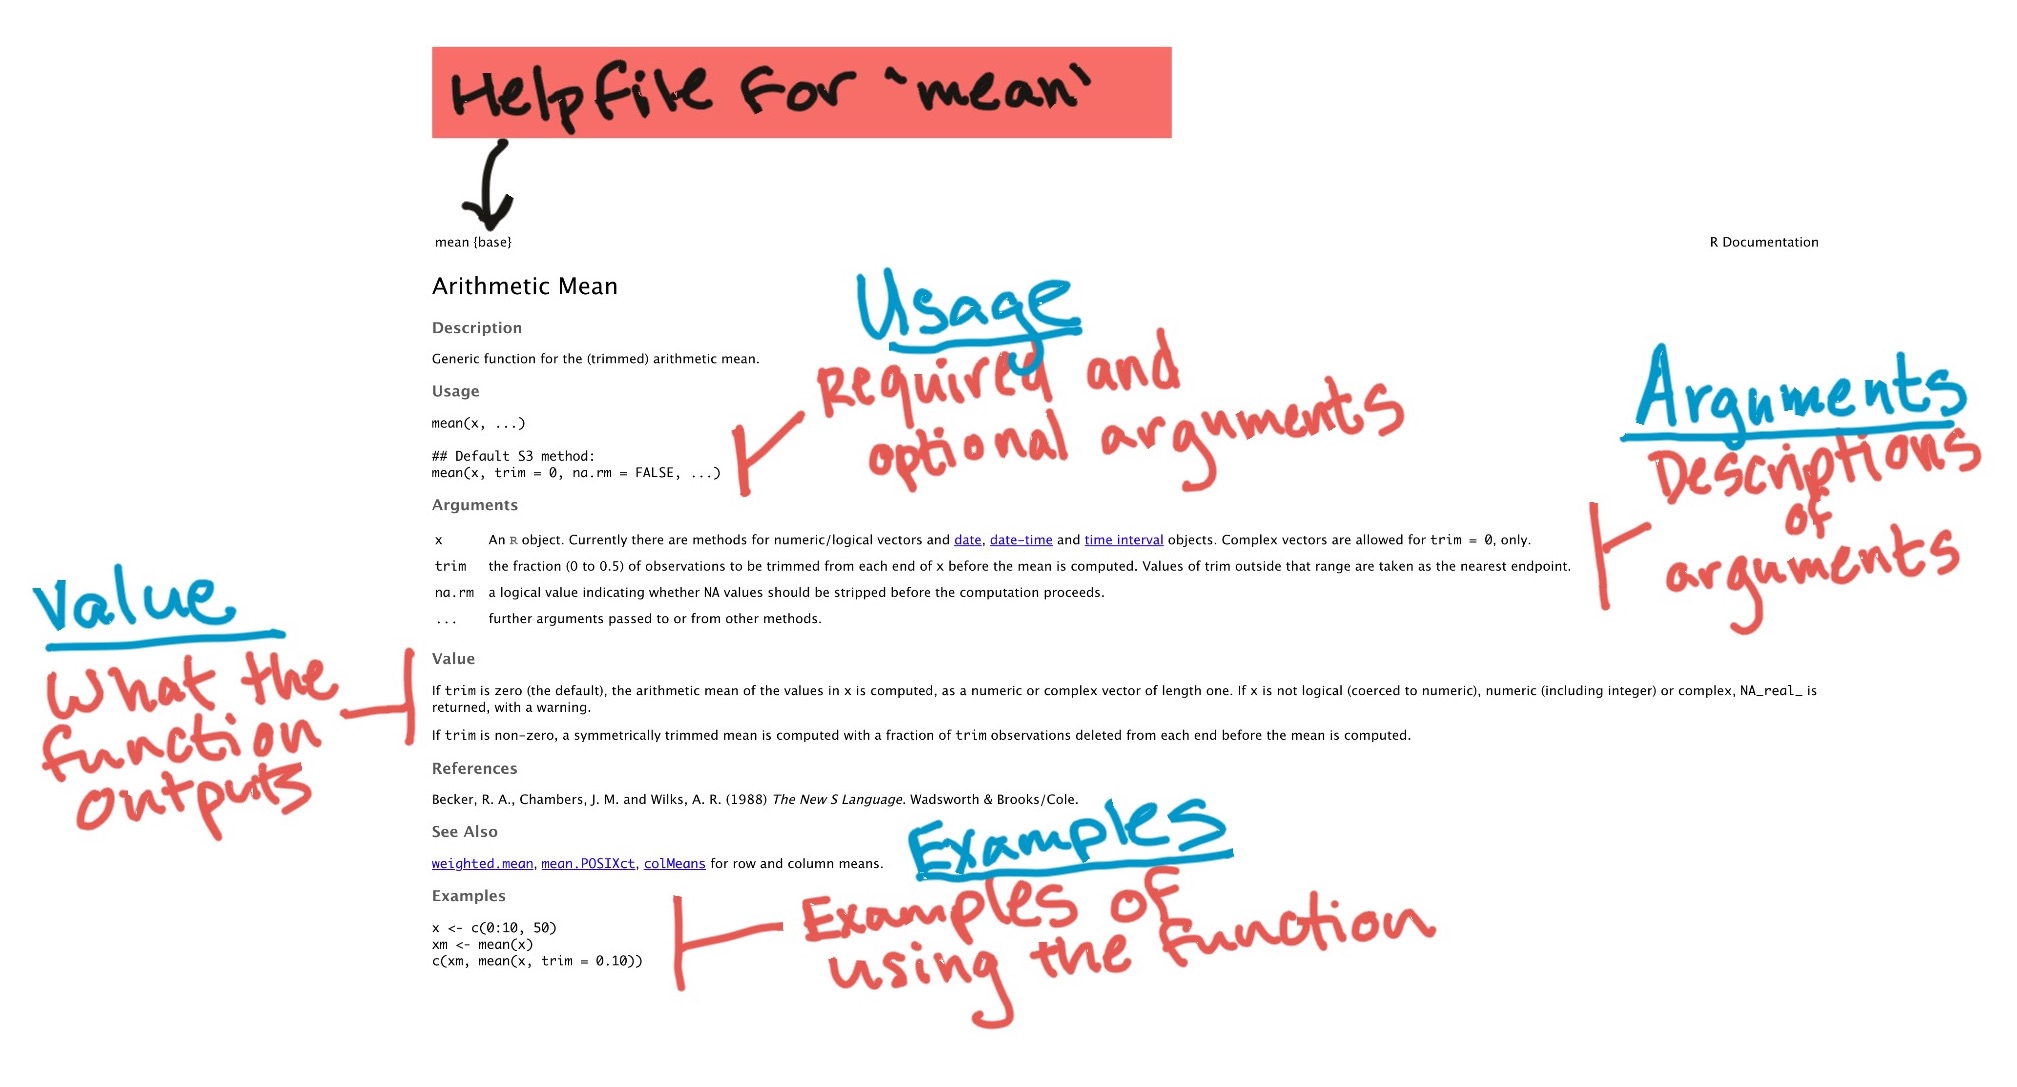 Helpfile for `mean`
mean {base}
R Documentation
Arithmetic Mean
Description
Generic function for the (trimmed) arithmetic mean.
Usage
mean(x, ...)
## Default S3 method:
mean(x, trim = 0, na.rm = FALSE, ...)
Usage
Required and
optional arguments
Arguments
x An R object. Currently there are methods for numeric/logical vectors and date, date-time and time interval objects. Complex vectors are allowed for trim = 0, only.
trim the fraction (0 to 0.5) of observations to be trimmed from each end of x before the mean is computed. Values of trim outside that range are taken as the nearest endpoint.
na.rm a logical value indicating whether NA values should be stripped before the computation proceeds.
... further arguments passed to or from other methods.
Arguments
Descriptions
of
arguments
Value
What the
function
outputs
Value
If trim is zero (the default), the arithmetic mean of the values in x is computed, as a numeric or complex vector of length one. If x is not logical (coerced to numeric), numeric (including integer) or complex, NA_real_ is
returned, with a warning.
If trim is non-zero, a symmetrically trimmed mean is computed with a fraction of trim observations deleted from each end before the mean is computed.
References
Becker, R. A., Chambers, J. M. and Wilks, A. R. (1988) The New S Language. Wadsworth & Brooks/Cole.
See Also
weighted.mean, mean.POSIXct, colMeans for row and column means.
Examples
x <- c(0:10, 50)
xm <- mean(x)
c(xm, mean(x, trim = 0.10))
Examples
Examples of
using the function